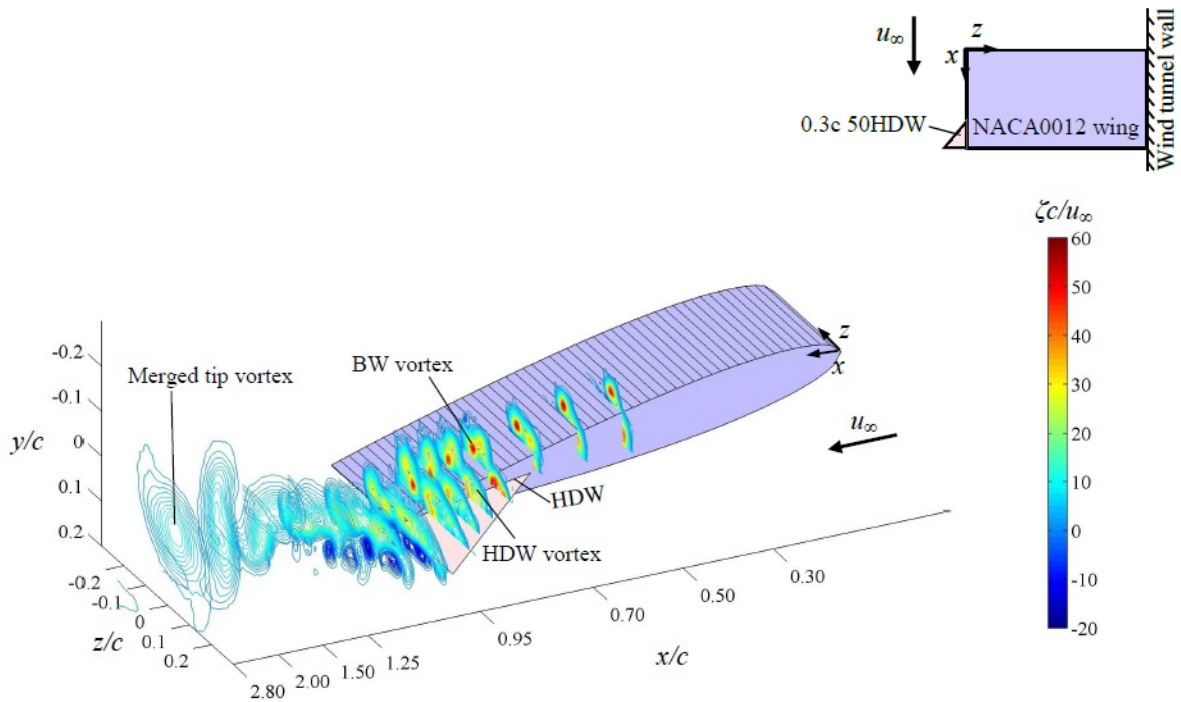 u∞
z
x
0.3c 50HDW
NACA0012 wing
Wind tunnel wall
ζc/u∞
60
50
40
30
20
10
0
-10
-20
BW vortex
Merged tip vortex
z
x
u∞
HDW
HDW vortex
y/c
-0.2
-0.1
0
0.1
0.2
z/c
-0.2
-0.1
0
0.1
0.2
x/c
2.80
2.00
1.50
1.25
0.95
0.70
0.50
0.30